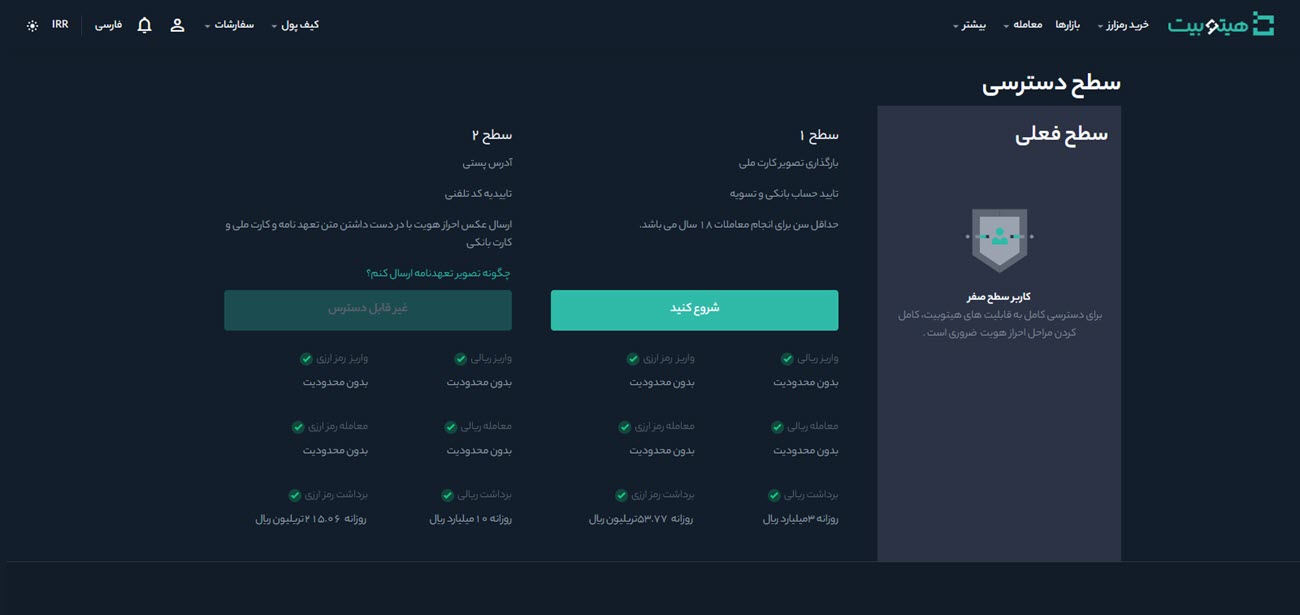 هیتوبیت
خرید رمزارز
بازارها
معامله
بیشتر
کیف پول
سفارشات
فارسی
IRR
سطح دسترسی
سطح فعلی
کاربر سطح صفر
برای دسترسی کامل به قابلیت های هیتوبیت، کامل
کردن مراحل احراز هویت ضروری است .
سطح ۱
بارگذاری تصویر کارت ملی
تایید حساب بانکی و تسویه
حداقل سن برای انجام معاملات ۱۸ سال می باشد.
شروع کنید
واریز ریالی
واریز رمز ارزی
بدون محدودیت
بدون محدودیت
معامله ریالی
معامله رمز ارزی
بدون محدودیت
بدون محدودیت
برداشت ریالی
برداشت رمز ارزی
روزانه ۳میلیارد ریال
روزانه ۵۳.۷۷تریلیون ریال
سطح ۲
آدرس پستی
تاییدیه کد تلفنی
ارسال عکس احراز هویت با در دست داشتن متن تعهد نامه و کارت ملی و
کارت بانکی
چگونه تصویر تعهدنامه ارسال کنم؟
غیر قابل دسترس
واریز ریالی
واریز رمز ارزی
بدون محدودیت
بدون محدودیت
معامله ریالی
معامله رمز ارزی
بدون محدودیت
بدون محدودیت
برداشت ریالی
برداشت رمز ارزی
روزانه ۱۰میلیارد ریال
روزانه ۲۱۵.۰۶تریلیون ریال